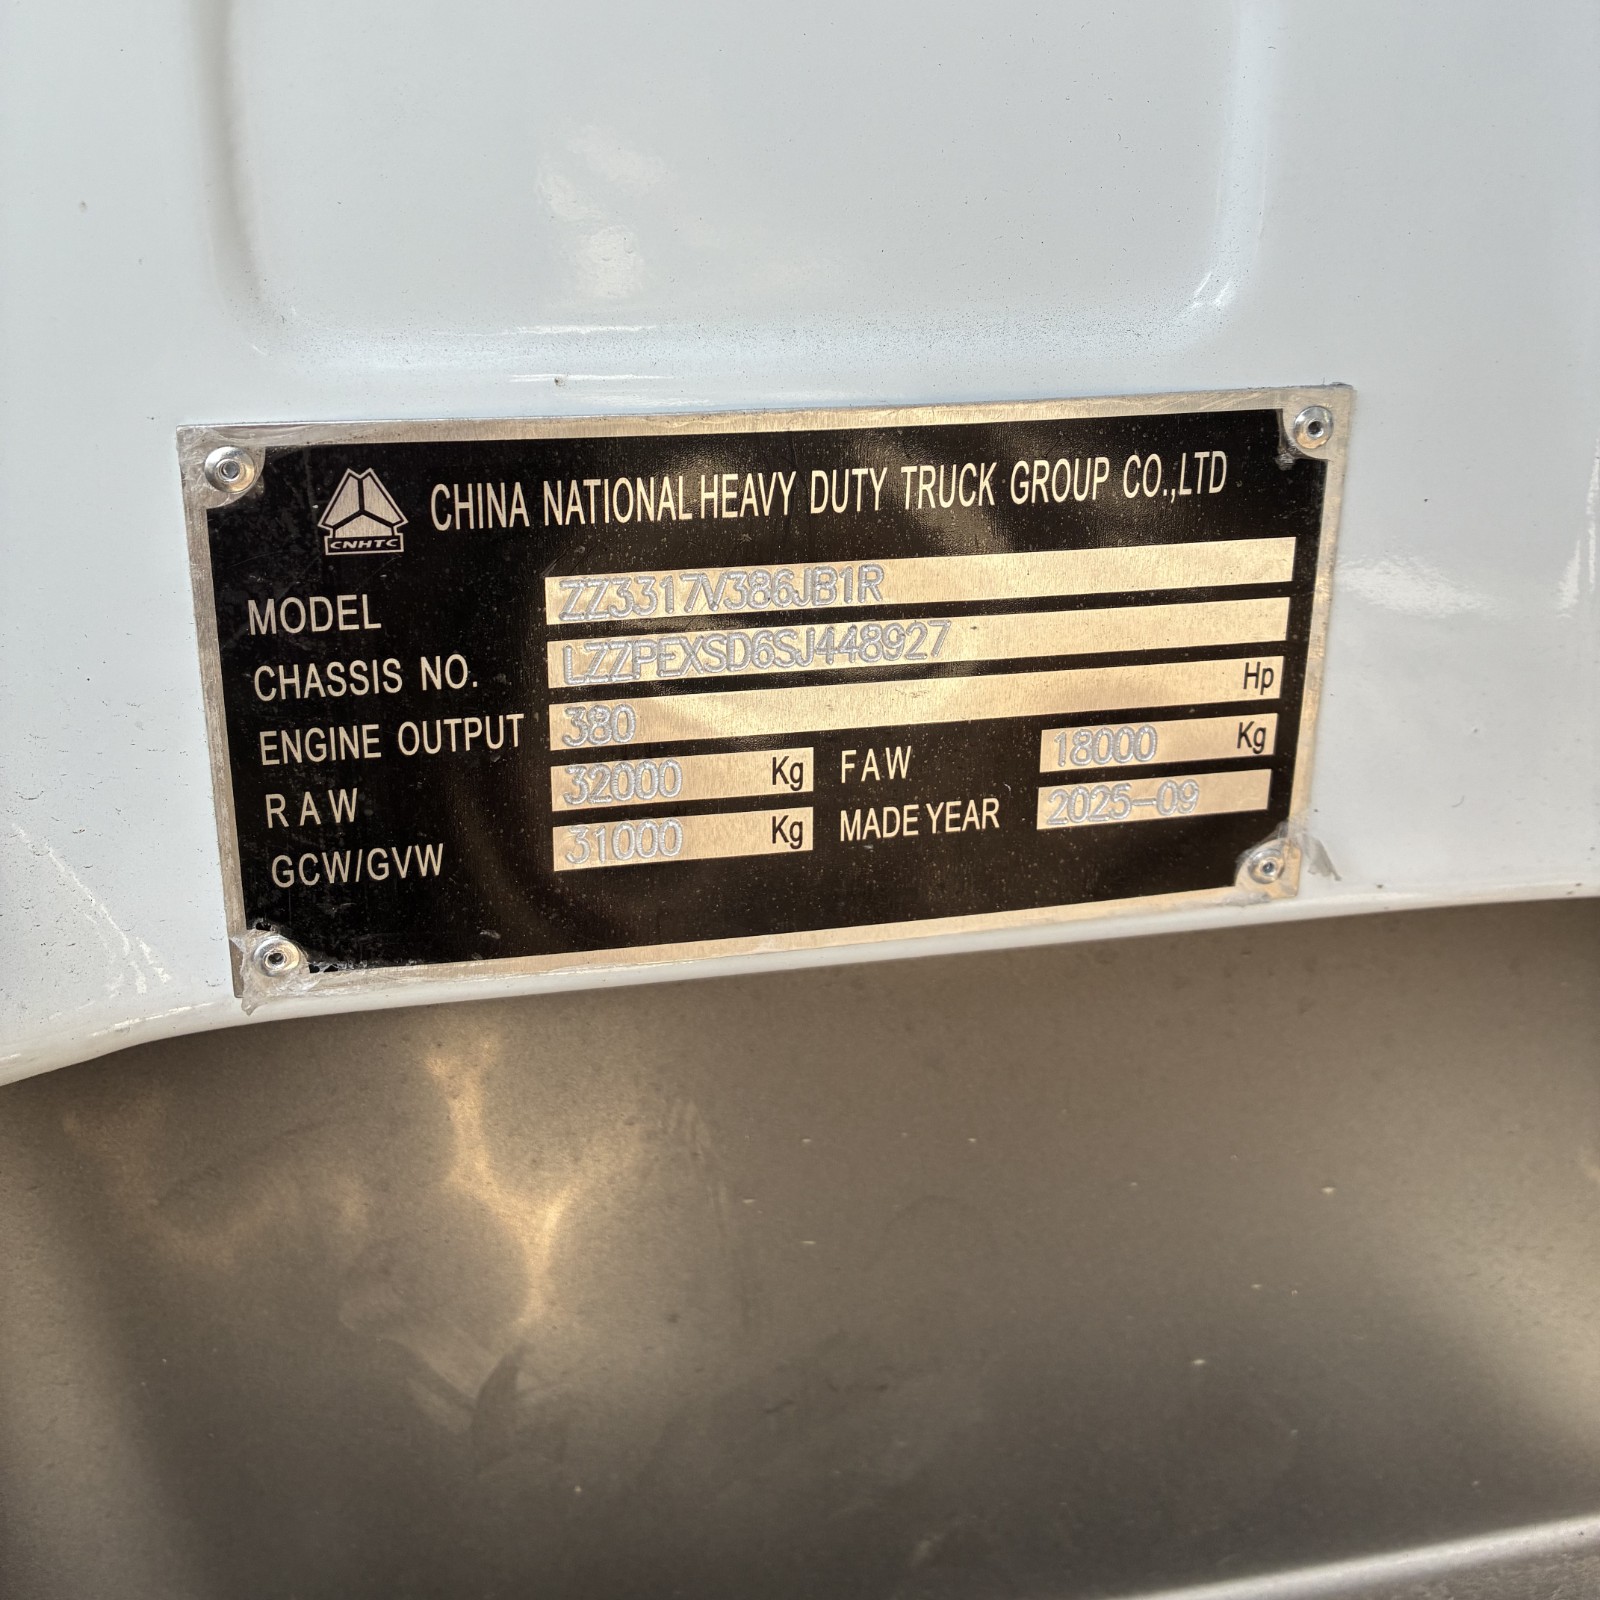 CNHTC CHINA NATIONAL HEAVY DUTY TRUCK GROUP CO.,LTD
MODEL ZZ3317V386JB1R
CHASSIS NO. LZZPEXSD6SJ448927
ENGINE OUTPUT 380 Hp
RAW 32000 Kg FAW 18000 Kg
GCW/GVW 31000 Kg MADE YEAR 2025-09